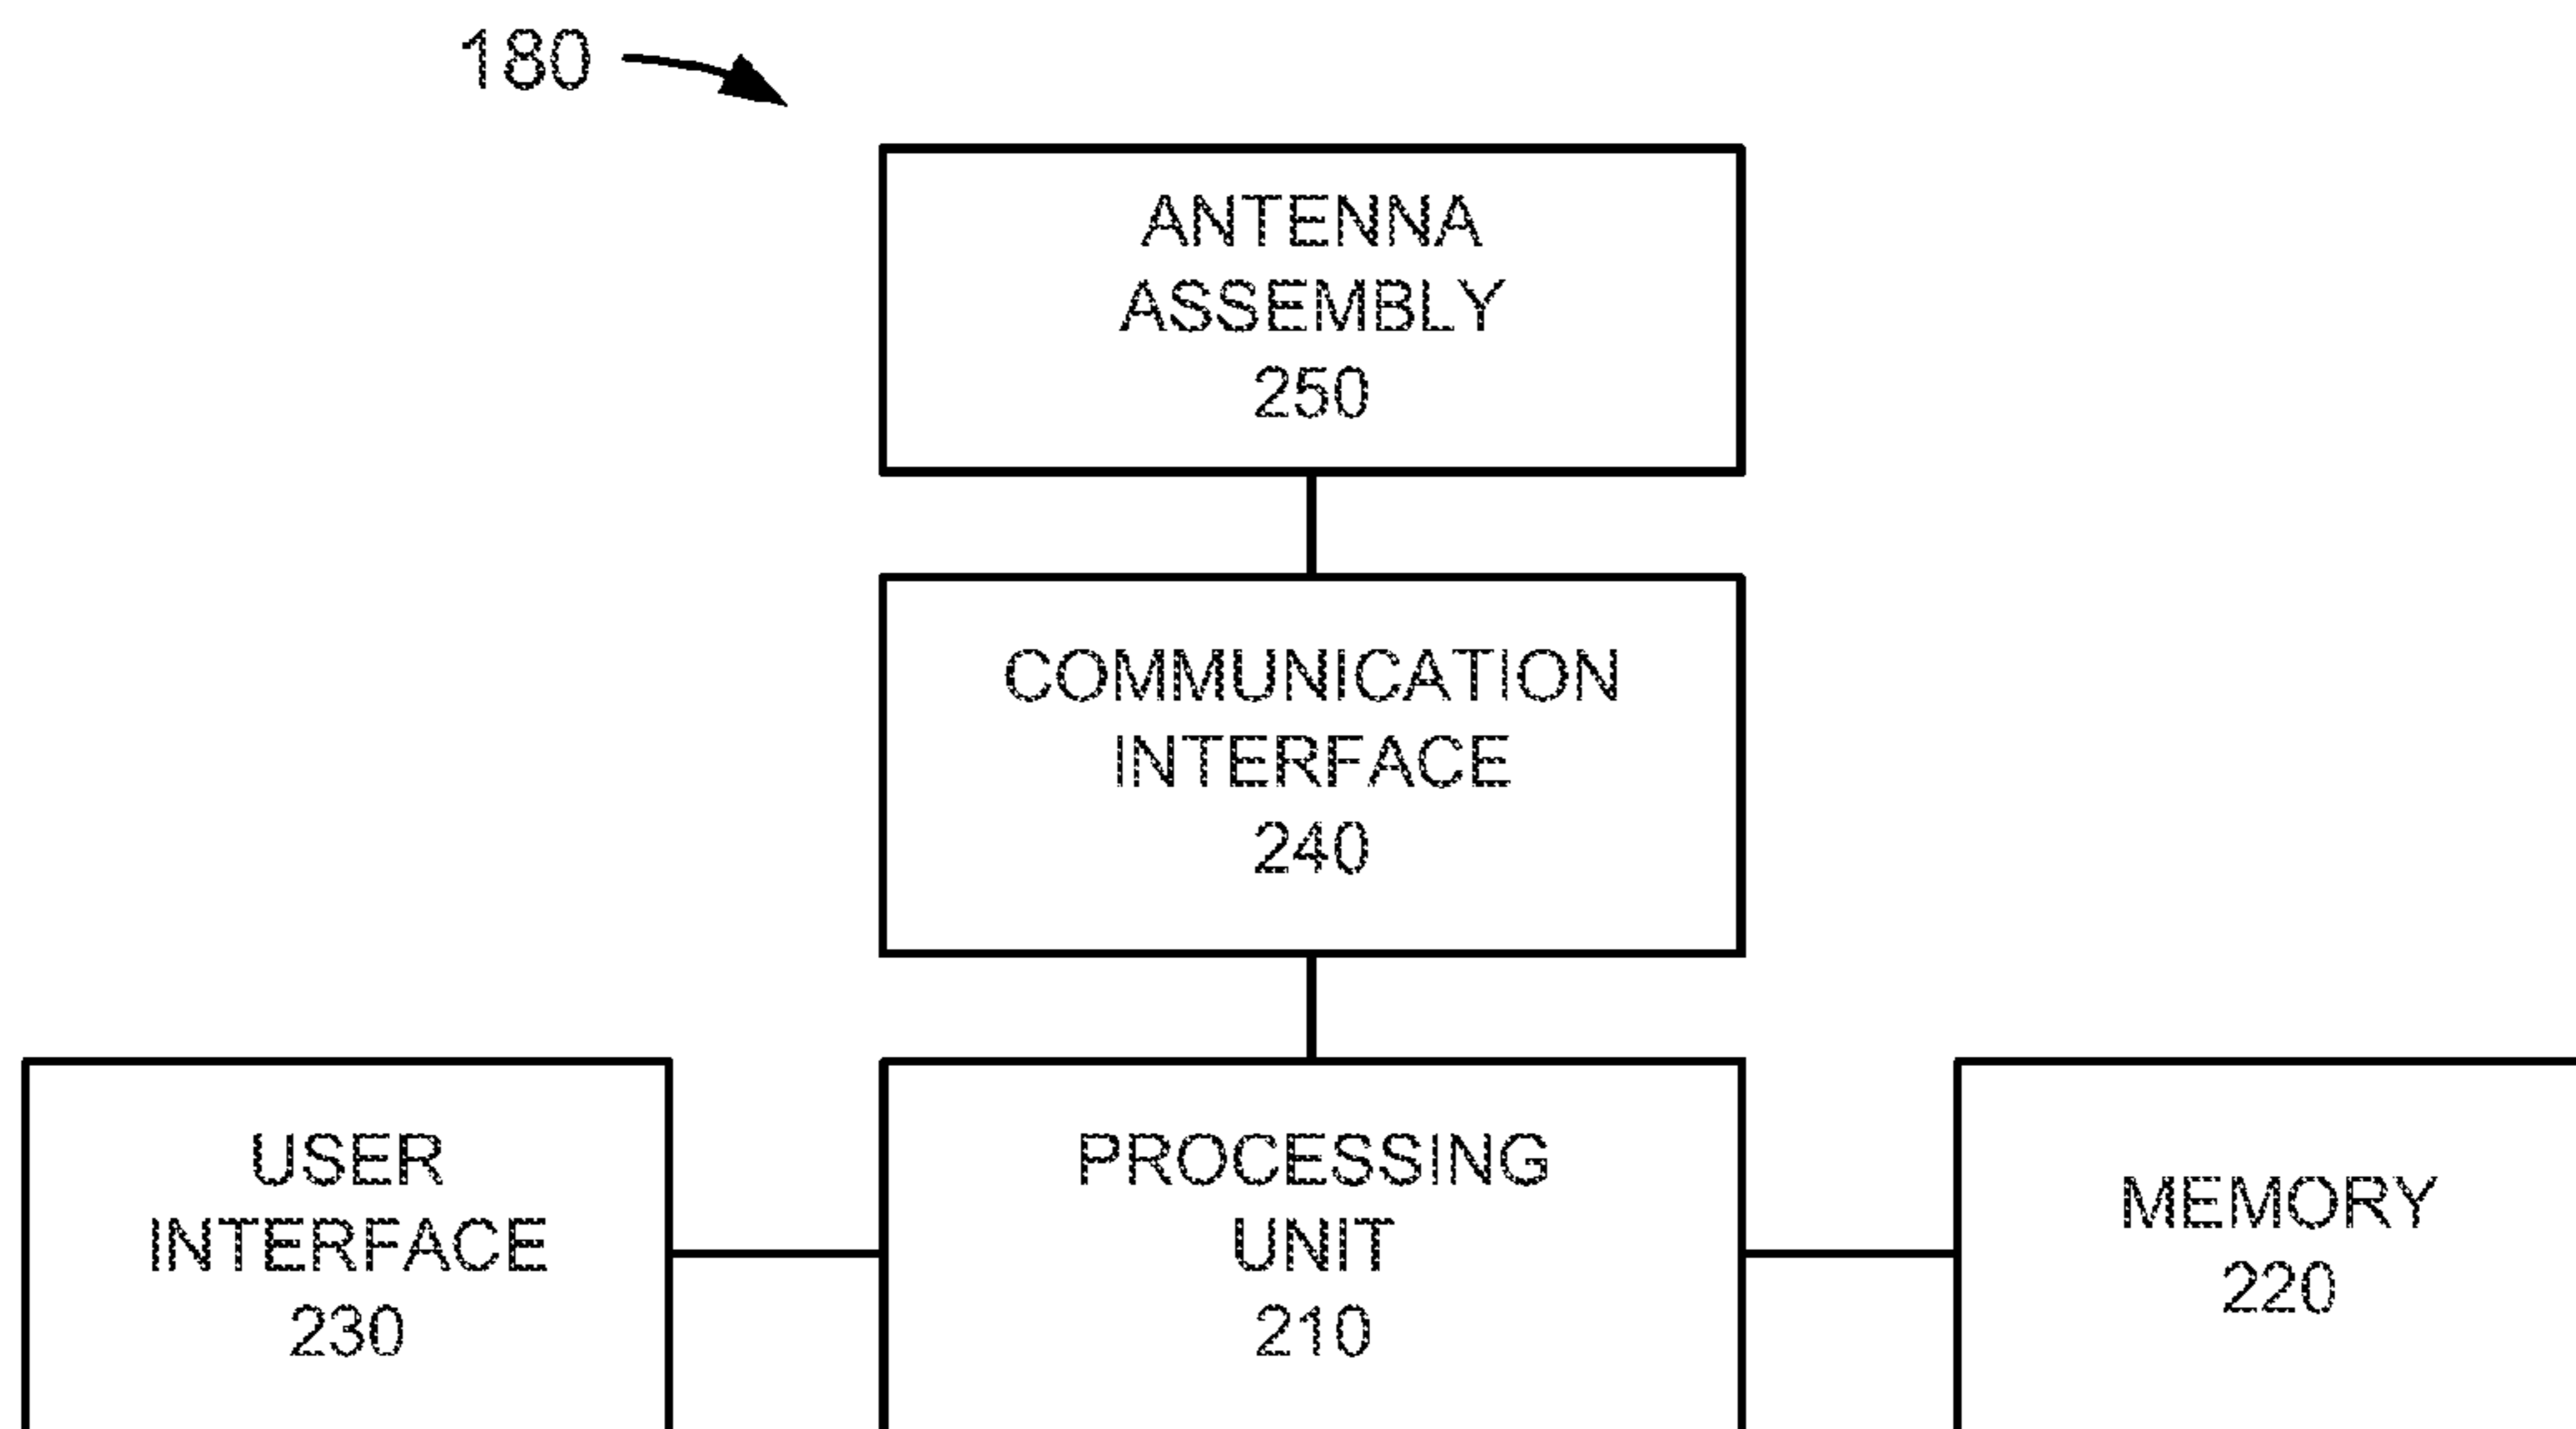 180
ANTENNA
ASSEMBLY
250
COMMUNICATION
INTERFACE
240
USER
INTERFACE
230
PROCESSING
UNIT
210
MEMORY
220